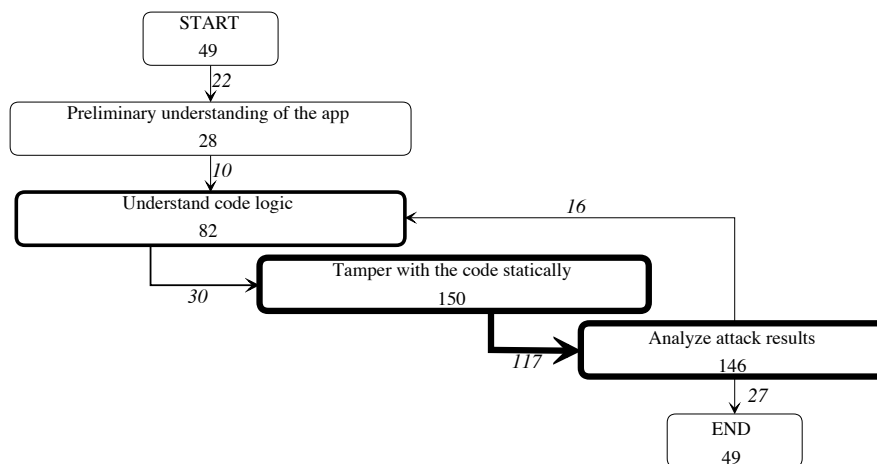 START
49
22
Preliminary understanding of the app
28
10
Understand code logic
82
16
30
Tamper with the code statically
150
117
Analyze attack results
146
27
END
49